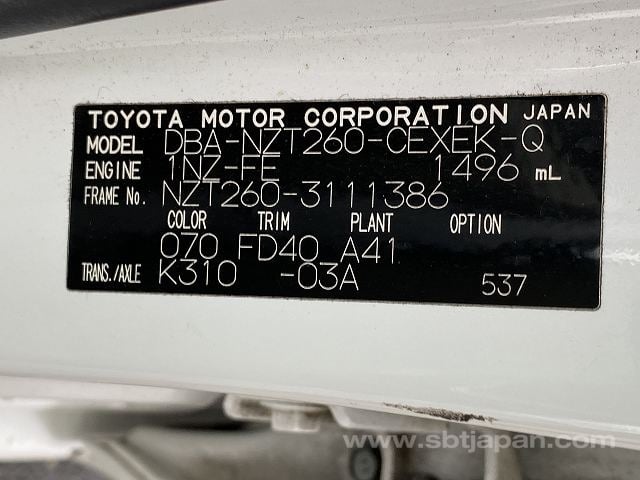 TOYOTA MOTOR CORPORATION JAPAN
MODEL DBA-NZT260-CEXEK-Q
ENGINE 1NZ-FE 1496 mL
FRAME No. NZT260-3111386
COLOR TRIM PLANT OPTION
070 FD40 A41
TRANS./AXLE K310 -03A 537
www.sbtjapan.com